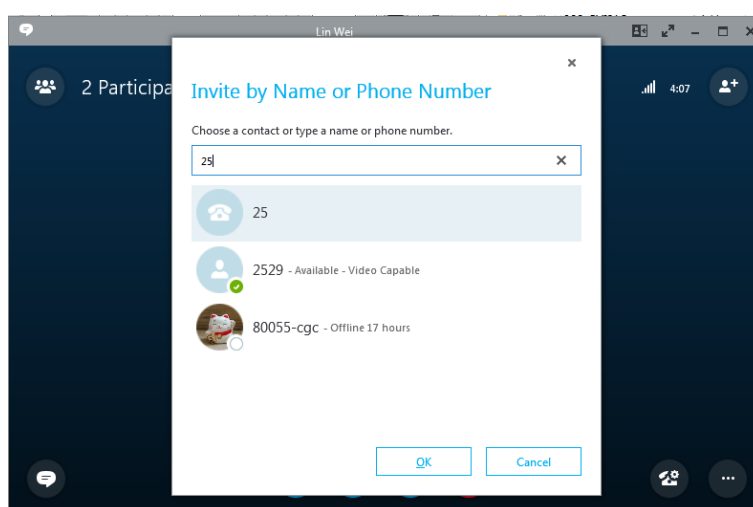 Lin Wei
2 Participa
4:07
Invite by Name or Phone Number
Choose a contact or type a name or phone number.
25
25
2529 - Available - Video Capable
80055-cgc - Offline 17 hours
OK
Cancel